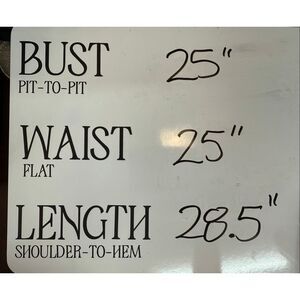 BUST 25"
PIT-TO-PIT
WAIST 25"
FLAT
LENGTH 28.5"
SHOULDER-TO-HEM